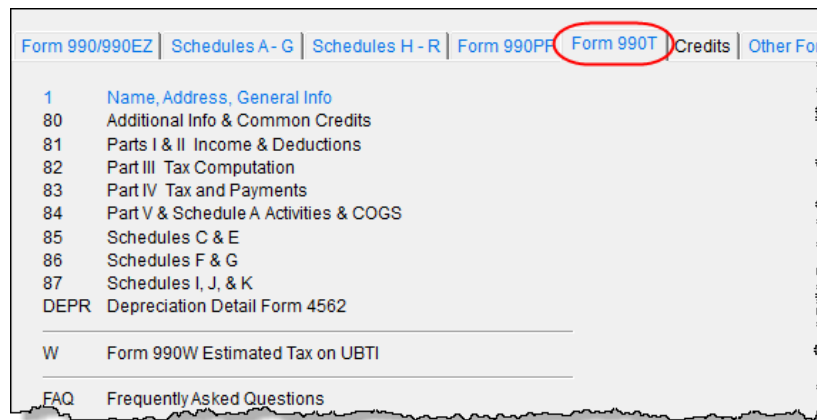 Form 990/990EZ Schedules A - G Schedules H - R Form 990PF Form 990T Credits Other
1 Name, Address, General Info
80 Additional Info & Common Credits
81 Parts I & II Income & Deductions
82 Part III Tax Computation
83 Part IV Tax and Payments
84 Part V & Schedule A Activities & COGS
85 Schedules C & E
86 Schedules F & G
87 Schedules I, J, & K
DEPR Depreciation Detail Form 4562
W Form 990W Estimated Tax on UBTI
FAQ Frequently Asked Questions